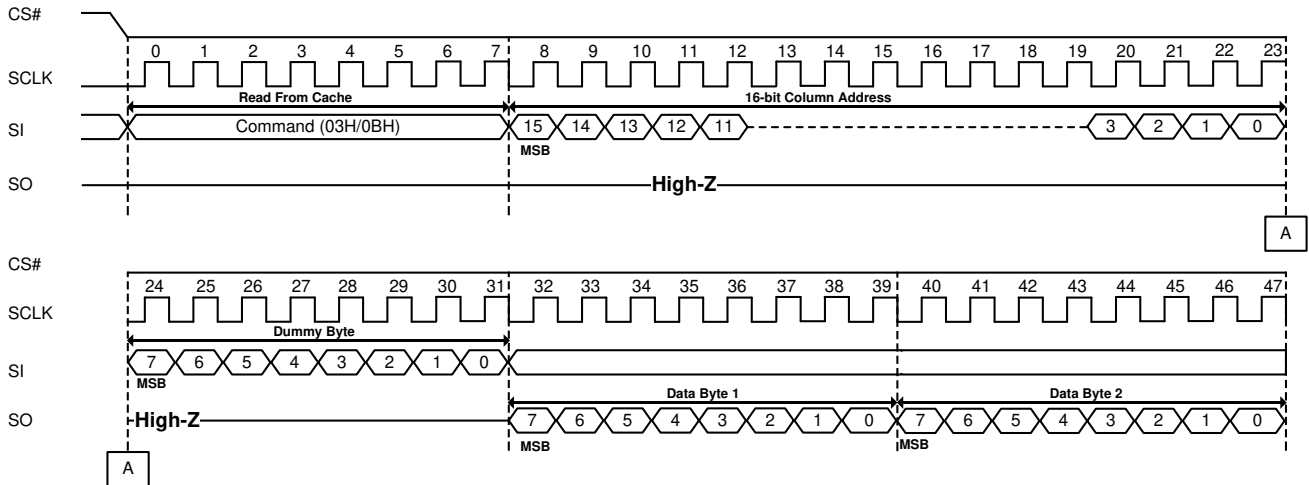 CS#
0 1 2 3 4 5 6 7 8 9 10 11 12 13 14 15 16 17 18 19 20 21 22 23
SCLK
Read From Cache 16-bit Column Address
SI Command (03H/0BH) 15 14 13 12 11 3 2 1 0
MSB
SO High-Z
A
CS#
24 25 26 27 28 29 30 31 32 33 34 35 36 37 38 39 40 41 42 43 44 45 46 47
SCLK
Dummy Byte
SI 7 6 5 4 3 2 1 0
MSB
Data Byte 1 Data Byte 2
SO High-Z 7 6 5 4 3 2 1 0 7 6 5 4 3 2 1 0
MSB MSB
A